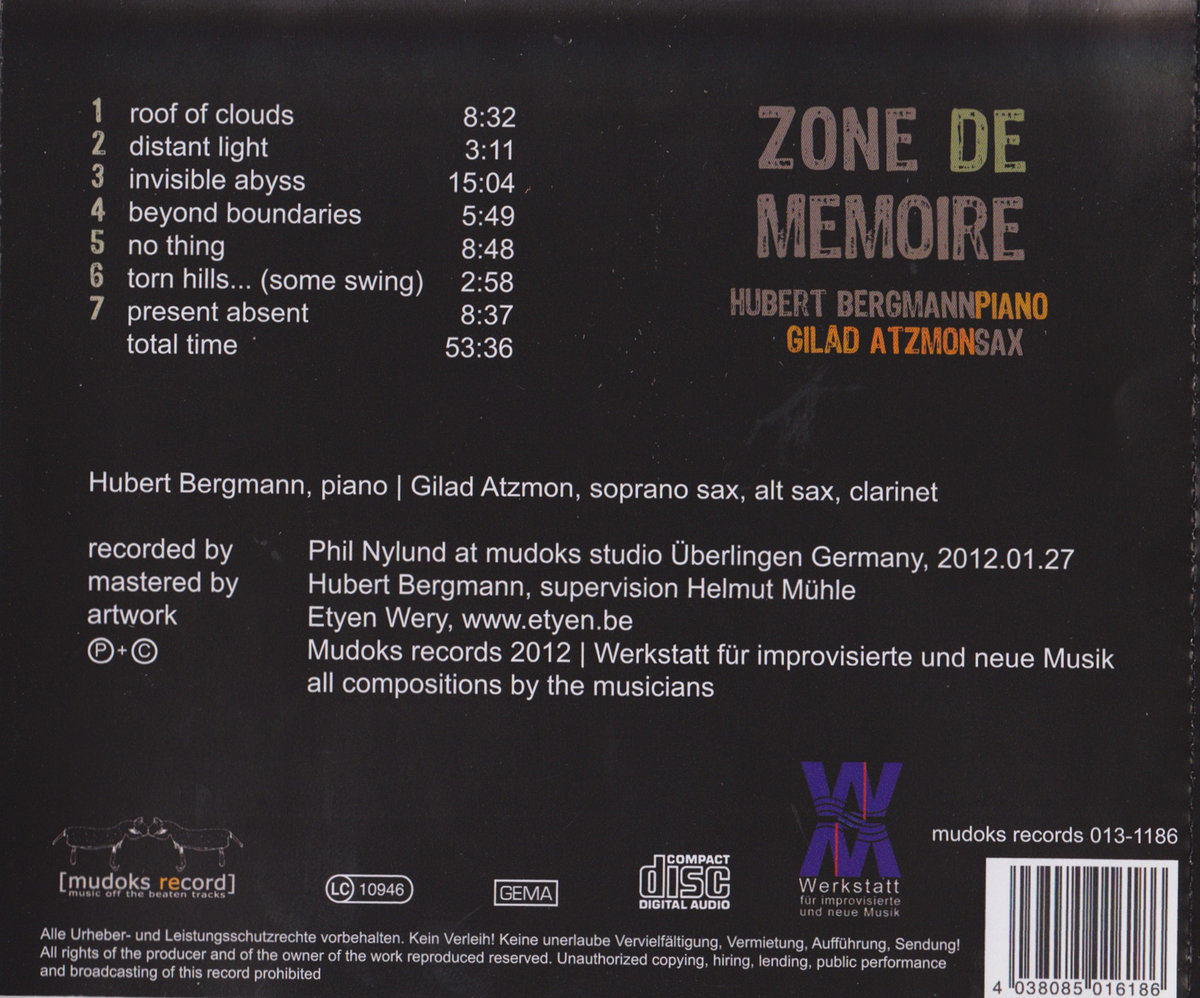 1 roof of clouds 8:32
2 distant light 3:11
3 invisible abyss 15:04
4 beyond boundaries 5:49
5 no thing 8:48
6 torn hills... (some swing) 2:58
7 present absent 8:37
total time 53:36
ZONE DE
MEMOIRE
HUBERT BERGMANNPIANO
GILAD ATZMONSAX
Hubert Bergmann, piano | Gilad Atzmon, soprano sax, alt sax, clarinet
recorded by Phil Nylund at mudoks studio Überlingen Germany, 2012.01.27
mastered by Hubert Bergmann, supervision Helmut Mühle
artwork Etyen Wery, www.etyen.be
Ⓟ+© Mudoks records 2012 | Werkstatt für improvisierte und neue Musik
all compositions by the musicians
[mudoks record]
music off the beaten tracks
LC 10946
GEMA
COMPACT
disc
DIGITAL AUDIO
W
M
Werkstatt
für improvisierte
und neue Musik
mudoks records 013-1186
4 038085 016186
Alle Urheber- und Leistungsschutzrechte vorbehalten. Kein Verleih! Keine unerlaube Vervielfältigung, Vermietung, Aufführung, Sendung!
All rights of the producer and of the owner of the work reproduced reserved. Unauthorized copying, hiring, lending, public performance
and broadcasting of this record prohibited